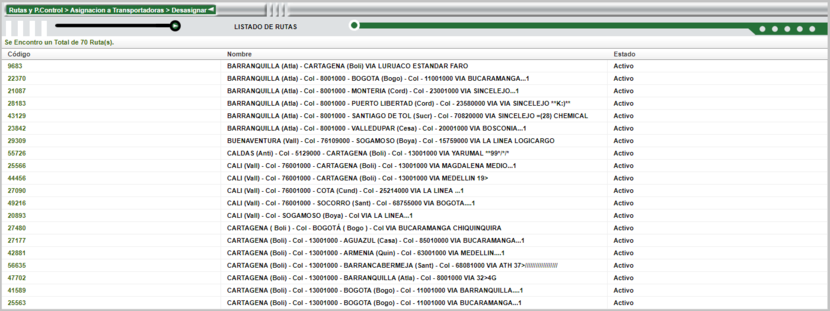 Rutas y P.Control > Asignacion a Transportadoras > Desasignar
LISTADO DE RUTAS
Se Encontro un Total de 70 Ruta(s).
Código Nombre Estado
9683 BARRANQUILLA (Atla) - CARTAGENA (Boli) VIA LURUACO ESTANDAR FARO Activo
22370 BARRANQUILLA (Atla) - Col - 8001000 - BOGOTA (Bogo) - Col - 11001000 VIA BUCARAMANGA...1 Activo
21087 BARRANQUILLA (Atla) - Col - 8001000 - MONTERIA (Cord) - Col - 23001000 VIA SINCELEJO...1 Activo
28183 BARRANQUILLA (Atla) - Col - 8001000 - PUERTO LIBERTAD (Cord) - Col - 23580000 VIA VIA SINCELEJO **K:)** Activo
43129 BARRANQUILLA (Atla) - Col - 8001000 - SANTIAGO DE TOL (Sucr) - Col - 70820000 VIA SINCELEJO =(28) CHEMICAL Activo
23842 BARRANQUILLA (Atla) - Col - 8001000 - VALLEDUPAR (Cesa) - Col - 20001000 VIA BOSCONIA...1 Activo
29309 BUENAVENTURA (Vall) - Col - 76109000 - SOGAMOSO (Boya) - Col - 15759000 VIA LA LINEA LOGICARGO Activo
55726 CALDAS (Anti) - Col - 5129000 - CARTAGENA (Boli) - Col - 13001000 VIA YARUMAL **99*/*/* Activo
25566 CALI (Vall) - Col - 76001000 - CARTAGENA (Boli) - Col - 13001000 VIA MAGDALENA MEDIO...1 Activo
44456 CALI (Vall) - Col - 76001000 - CARTAGENA (Boli) - Col - 13001000 VIA MEDELLIN 19> Activo
27090 CALI (Vall) - Col - 76001000 - COTA (Cund) - Col - 25214000 VIA LA LINEA ...1 Activo
49216 CALI (Vall) - Col - 76001000 - SOCORRO (Sant) - Col - 68755000 VIA BOGOTA....1 Activo
20893 CALI (Vall) - Col - SOGAMOSO (Boya) - Col VIA LA LINEA...1 Activo
27480 CARTAGENA ( Boli ) - Col - BOGOTÁ ( Bogo ) - Col VIA BUCARAMANGA CHIQUINQUIRA Activo
27177 CARTAGENA (Boli) - Col - 13001000 - AGUAZUL (Casa) - Col - 85010000 VIA BUCARAMANGA...1 Activo
42881 CARTAGENA (Boli) - Col - 13001000 - ARMENIA (Quin) - Col - 63001000 VIA MEDELLIN....1 Activo
56635 CARTAGENA (Boli) - Col - 13001000 - BARRANCABERMEJA (Sant) - Col - 68081000 VIA ATH 37>///////////////// Activo
47702 CARTAGENA (Boli) - Col - 13001000 - BARRANQUILLA (Atla) - Col - 8001000 VIA 32>4G Activo
41589 CARTAGENA (Boli) - Col - 13001000 - BOGOTA (Bogo) - Col - 11001000 VIA BARRANQUILLA....1 Activo
25563 CARTAGENA (Boli) - Col - 13001000 - BOGOTA (Bogo) - Col - 11001000 VIA BUCARAMANGA...1 Activo